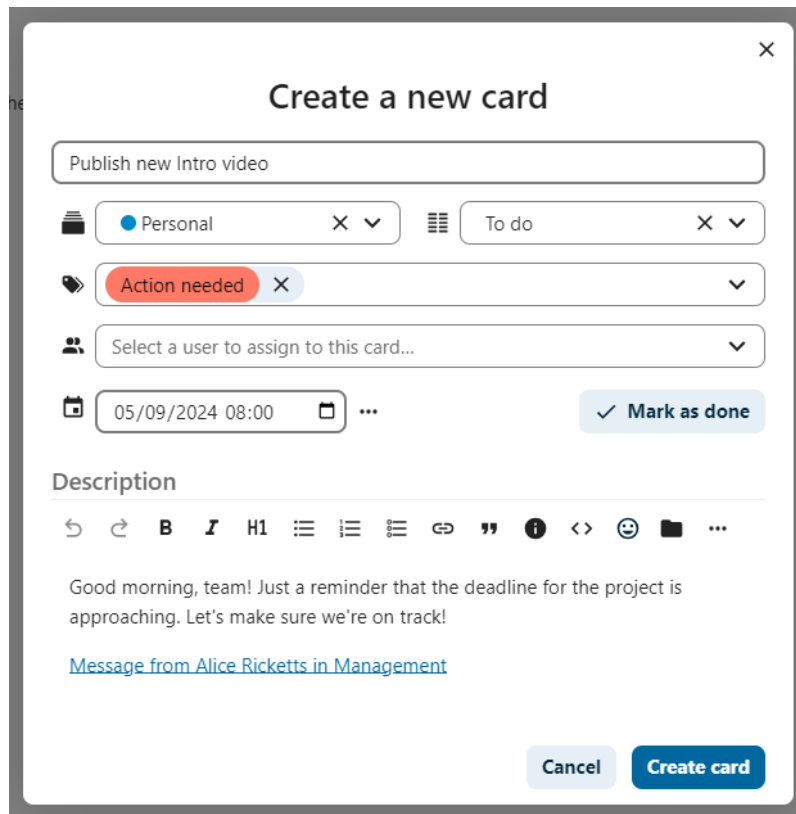 he
Create a new card
Publish new Intro video
Personal
To do
Action needed
Select a user to assign to this card...
05/09/2024 08:00
Mark as done
Description
B I H1
Good morning, team! Just a reminder that the deadline for the project is
approaching. Let's make sure we're on track!
Message from Alice Ricketts in Management
Cancel
Create card